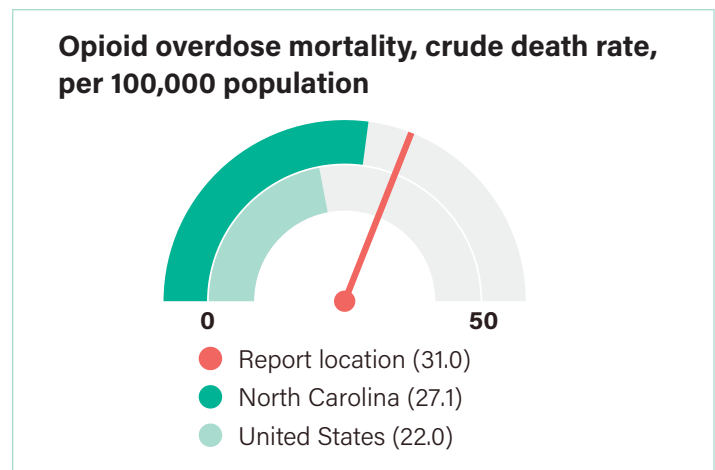 Opioid overdose mortality, crude death rate,
per 100,000 population
0 50
Report location (31.0)
North Carolina (27.1)
United States (22.0)